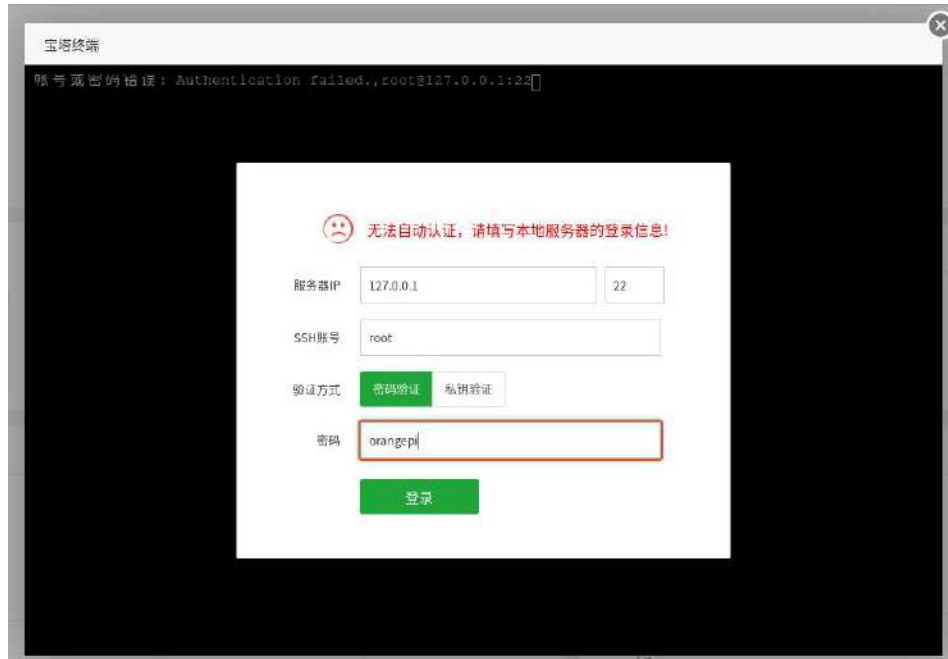 宝塔终端
账号或密码错误：Authentication failed.,root@127.0.0.1:22
无法自动认证，请填写本地服务器的登录信息!
服务器IP 127.0.0.1 22
SSH账号 root
验证方式 密码验证 私钥验证
密码 orangepi
登录